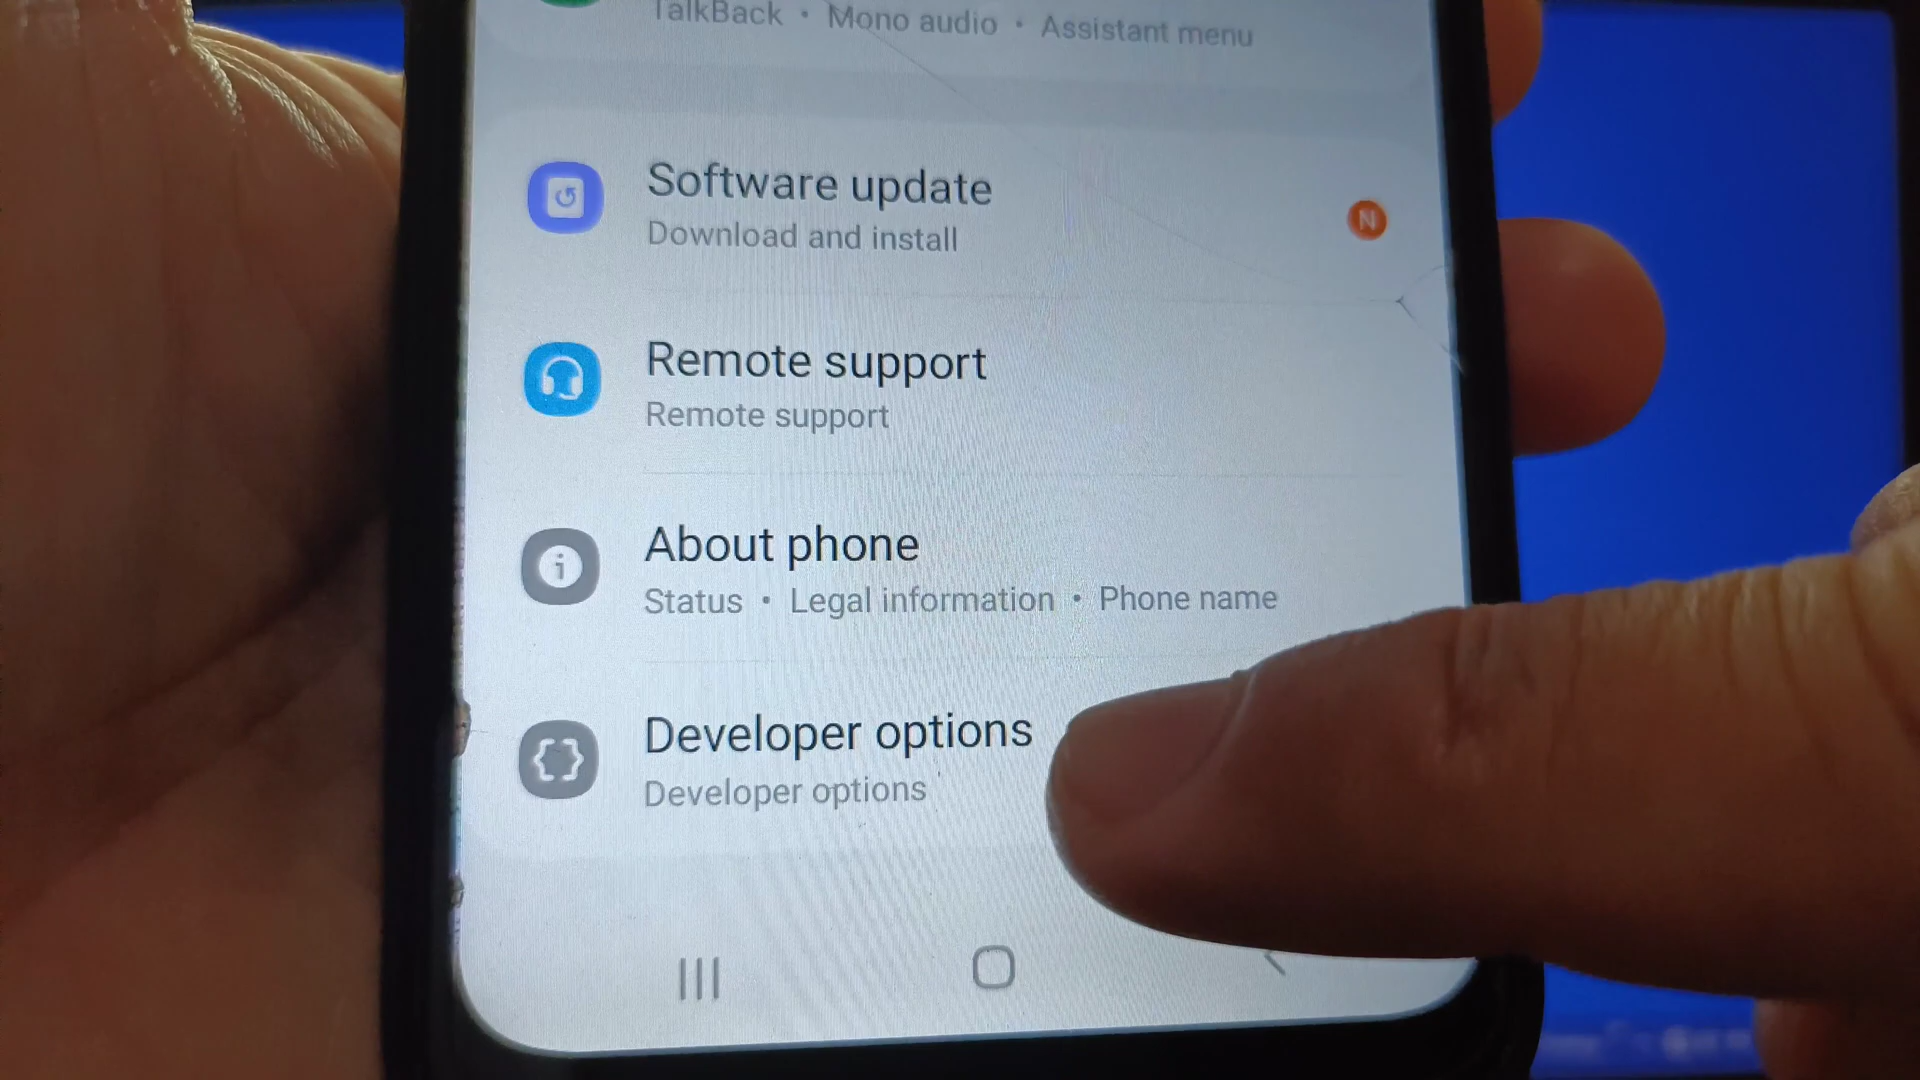 TalkBack • Mono audio • Assistant menu
Software update
N
Download and install
Remote support
Remote support
About phone
Status • Legal information • Phone name
Developer options
Developer options